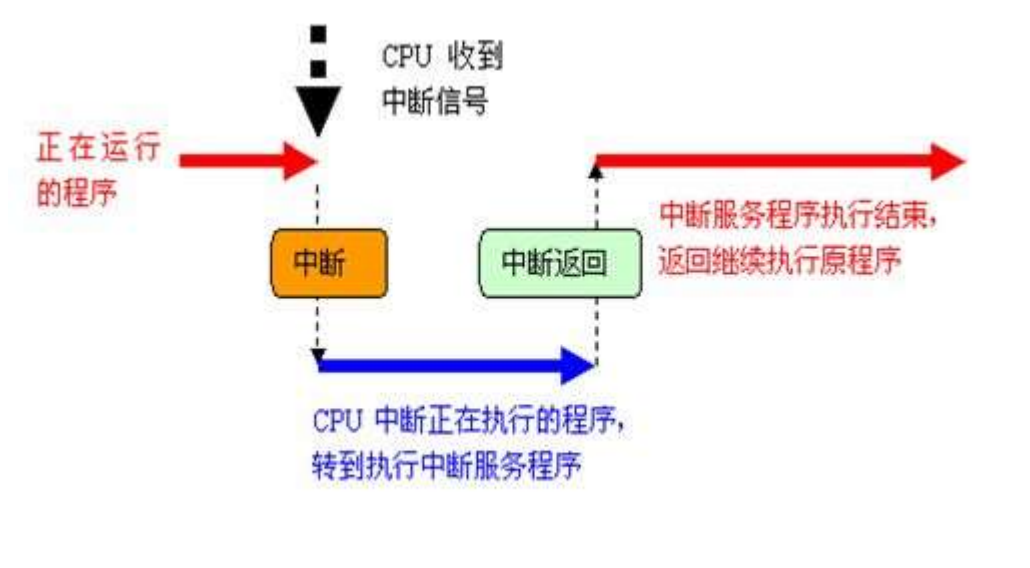 CPU 收到
中断信号
正在运行
的程序
中断
中断返回
中断服务程序执行结束，
返回继续执行原程序
CPU 中断正在执行的程序，
转到执行中断服务程序